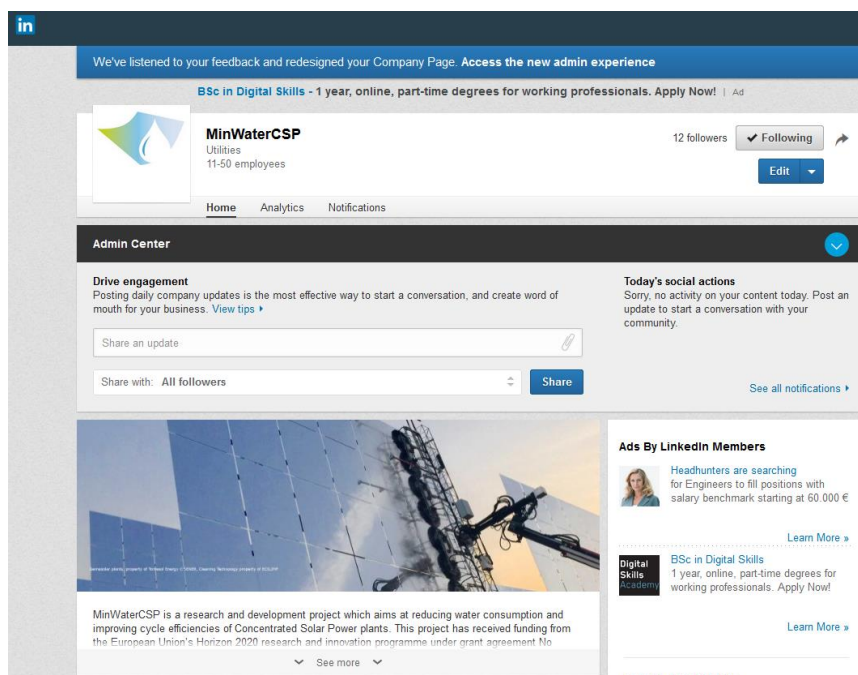 in
We've listened to your feedback and redesigned your Company Page. Access the new admin experience
BSc in Digital Skills - 1 year, online, part-time degrees for working professionals. Apply Now! | Ad
MinWaterCSP
Utilities
11-50 employees
12 followers
Following
Edit
Home Analytics Notifications
Admin Center
Drive engagement
Posting daily company updates is the most effective way to start a conversation, and create word of
mouth for your business. View tips
Share an update
Share with: All followers
Share
Today's social actions
Sorry, no activity on your content today. Post an
update to start a conversation with your
community.
See all notifications
MinWaterCSP is a research and development project which aims at reducing water consumption and
improving cycle efficiencies of Concentrated Solar Power plants. This project has received funding from
the European Union's Horizon 2020 research and innovation programme under grant agreement No
See more
Ads By LinkedIn Members
Headhunters are searching
for Engineers to fill positions with
salary benchmark starting at 60.000 €
Learn More »
Digital
Skills
Academy
BSc in Digital Skills
1 year, online, part-time degrees for
working professionals. Apply Now!
Learn More »